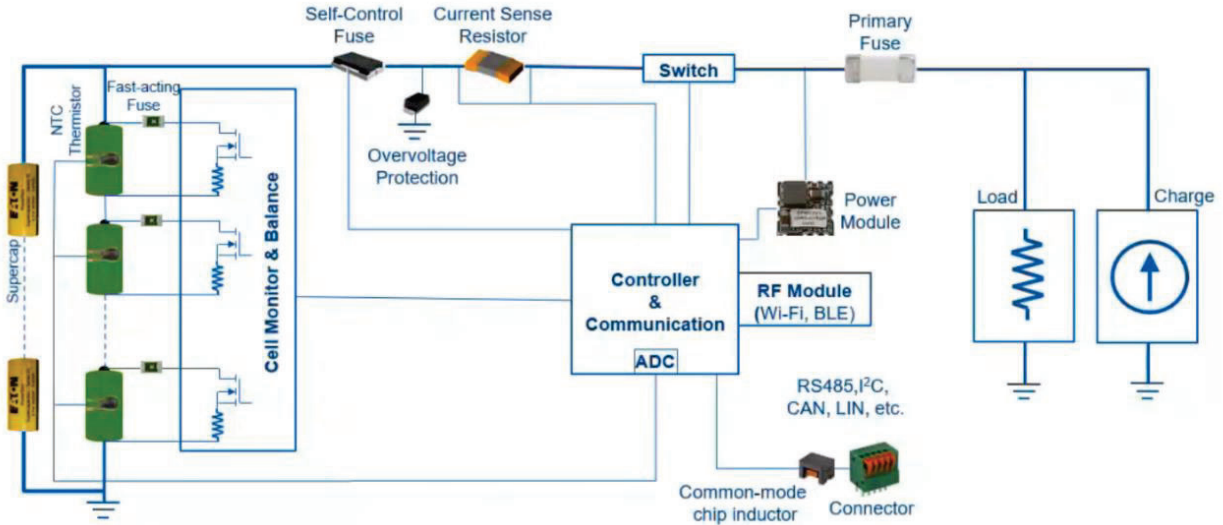 Self-Control
Fuse
Current Sense
Resistor
Primary
Fuse
Switch
NTC
Thermistor
Fast-acting
Fuse
Overvoltage
Protection
EATON
Supercap
EATON
Cell Monitor & Balance
Power
Module
Load
Charge
Controller
&
Communication
ADC
RF Module
(Wi-Fi, BLE)
RS485,I²C,
CAN, LIN, etc.
Common-mode
chip inductor
Connector